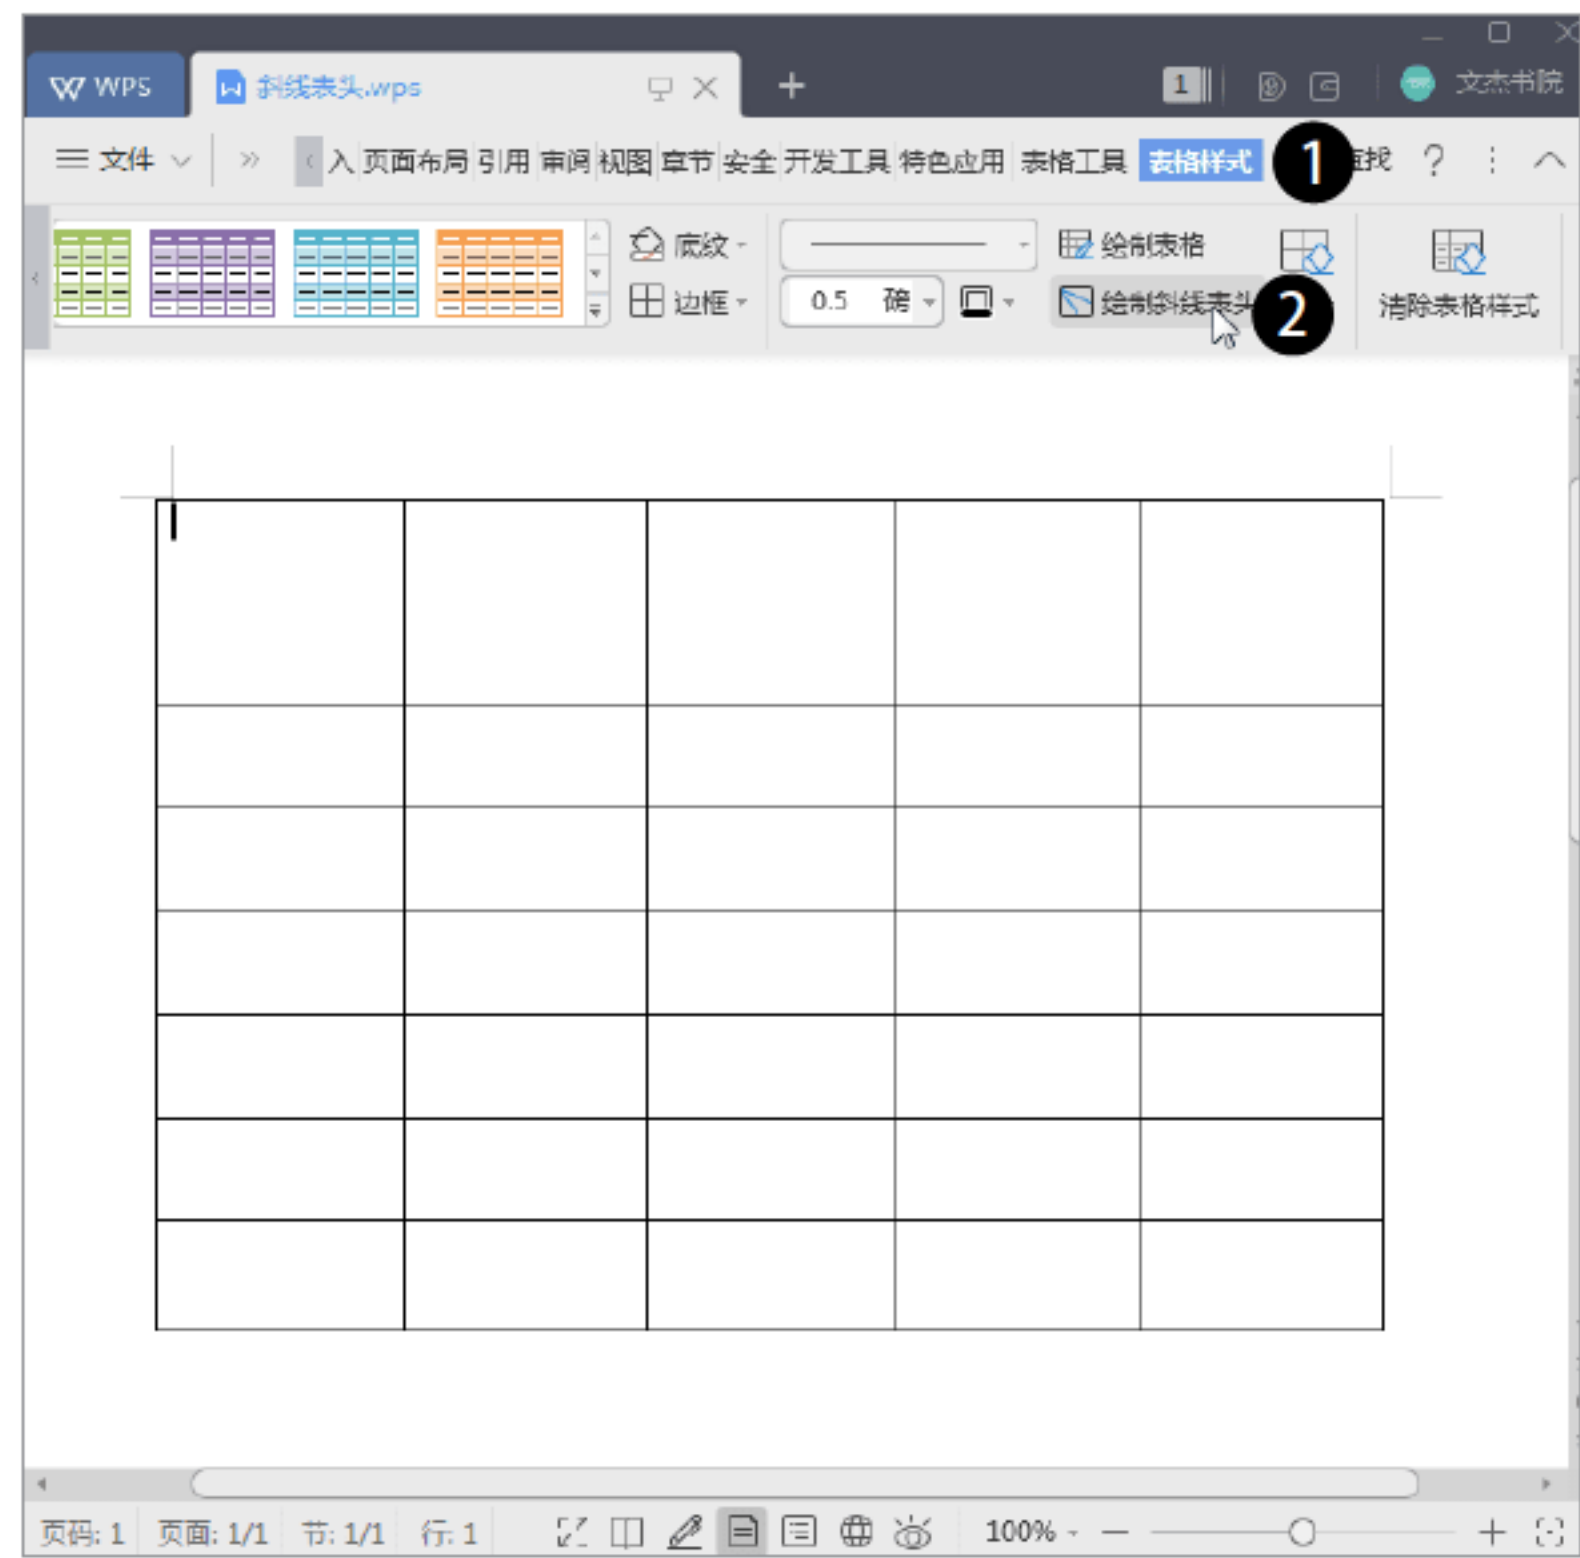 WPS 斜线表头.wps 1 文杰书院
文件 入 页面布局 引用 审阅 视图 章节 安全 开发工具 特色应用 表格工具 表格样式 1 查找 ?
底纹 绘制表格
边框 0.5 磅 绘制斜线表头 2 清除表格样式
页码: 1 页面: 1/1 节: 1/1 行: 1 100%